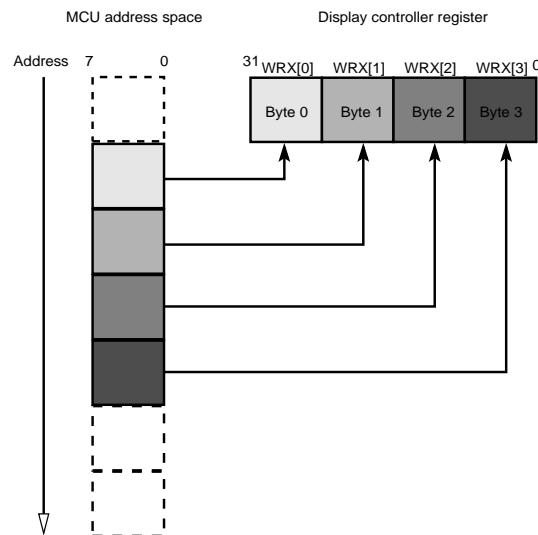 MCU address space Display controller register
Address 7 0 31 WRX[0] WRX[1] WRX[2] WRX[3] 0
Byte 0 Byte 1 Byte 2 Byte 3